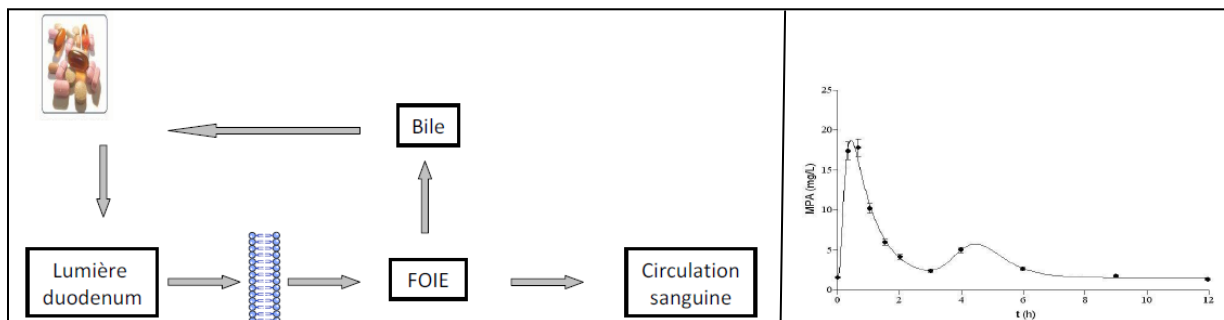 Bile
Lumière
duodenum
FOIE
Circulation
sanguine
25
20
15
10
5
0
MPA (mg/L)
0
2
4
6
8
10
12
t (h)